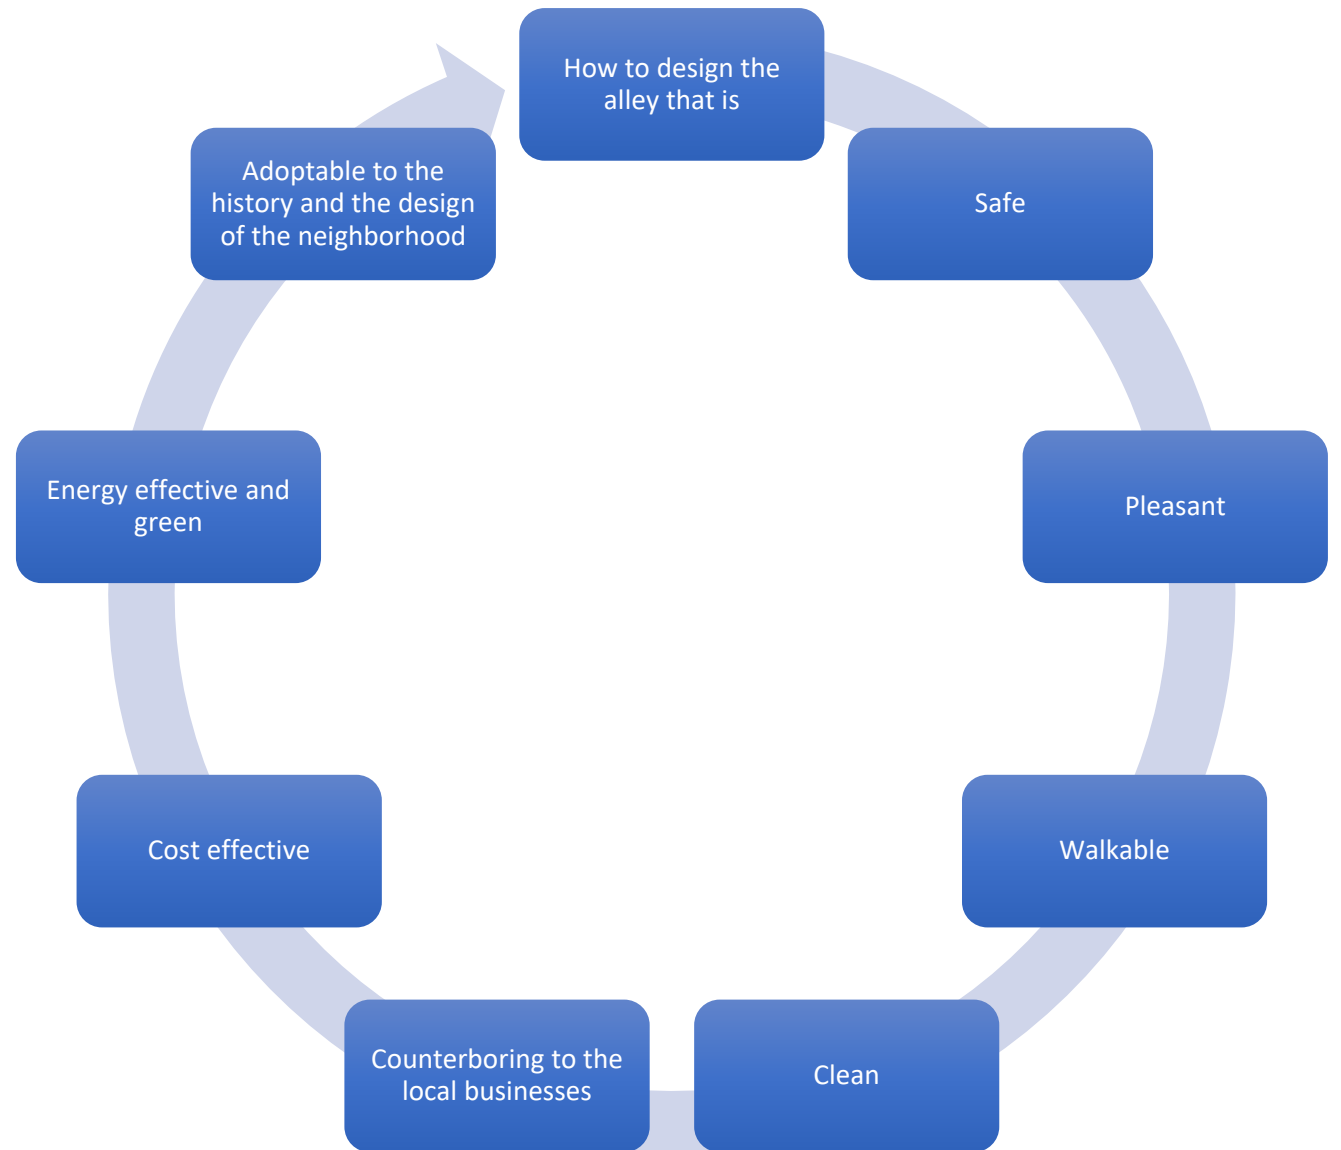 How to design the
alley that is
Safe
Pleasant
Walkable
Clean
Counterboring to the
local businesses
Cost effective
Energy effective and
green
Adoptable to the
history and the design
of the neighborhood